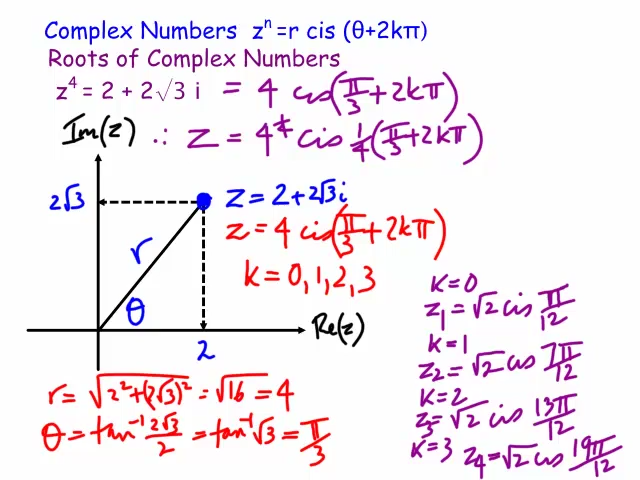 Complex Numbers zⁿ=r cis (θ+2kπ)
Roots of Complex Numbers
z⁴ = 2 + 2√3 i = 4 cis(π/3 + 2kπ)
Im(z) ∴ z = 4^¼ cis ¼(π/3 + 2kπ)
2√3 z = 2 + 2√3i
z = 4 cis(π/3 + 2kπ)
r
k = 0, 1, 2, 3
θ
Re(z)
2
r = √(2² + (2√3)²) = √16 = 4
θ = tan⁻¹ 2√3/2 = tan⁻¹ √3 = π/3
k=0
z₁ = √2 cis π/12
k=1
z₂ = √2 cis 7π/12
k=2
z₃ = √2 cis 13π/12
k=3 z₄ = √2 cis 19π/12